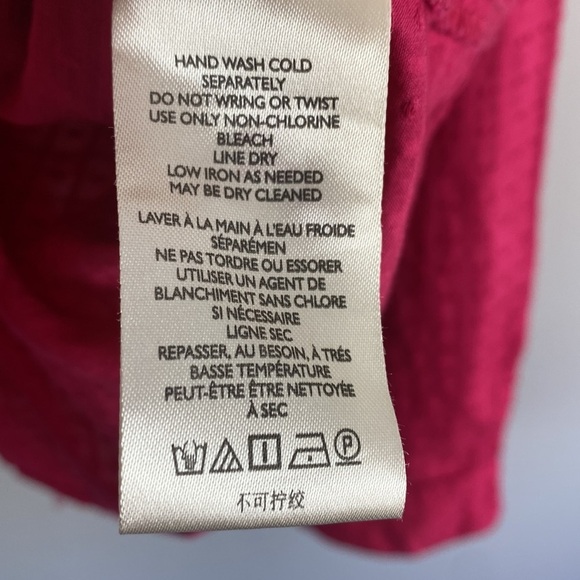 HAND WASH COLD
SEPARATELY
DO NOT WRING OR TWIST
USE ONLY NON-CHLORINE
BLEACH
LINE DRY
LOW IRON AS NEEDED
MAY BE DRY CLEANED
LAVER À LA MAIN À L'EAU FROIDE
SÉPARÉMEN
NE PAS TORDRE OU ESSORER
UTILISER UN AGENT DE
BLANCHIMENT SANS CHLORE
SI NÉCESSAIRE
LIGNE SEC
REPASSER, AU BESOIN, À TRÉS
BASSE TEMPÉRATURE
PEUT-ÊTRE ÊTRE NETTOYÉE
À SEC
P
不可拧绞